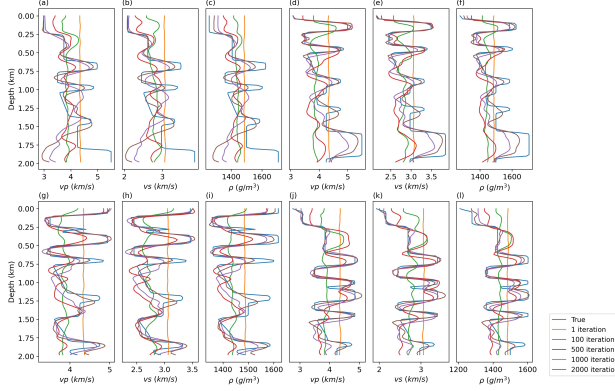 (a) (b) (c) (d) (e) (f)
0.00
0.25
0.50
0.75
1.00
1.25
1.50
1.75
2.00
Depth (km)
3 4 5 2 3 1400 1600 3 4 5 2.5 3.0 3.5 1400 1600
vp (km/s) vs (km/s) ρ (g/m³) vp (km/s) vs (km/s) ρ (g/m³)
(g) (h) (i) (j) (k) (l)
0.00
0.25
0.50
0.75
1.00
1.25
1.50
1.75
2.00
Depth (km)
4 5 2.5 3.0 3.5 1400 1500 1600 3 4 5 2 3 1200 1400 1600
vp (km/s) vs (km/s) ρ (g/m³) vp (km/s) vs (km/s) ρ (g/m³)
True
1 iteration
100 iteration
500 iteration
1000 iteration
2000 iteration